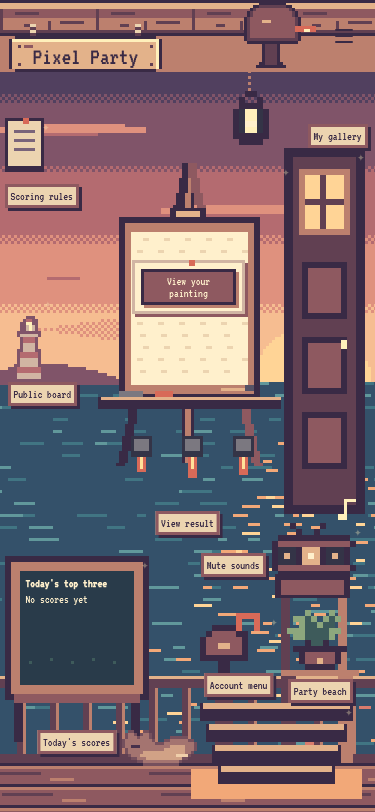 Pixel Party
My gallery
Scoring rules
View your
painting
Public board
View result
Mute sounds
Today's top three
No scores yet
Account menu
Party beach
Today's scores